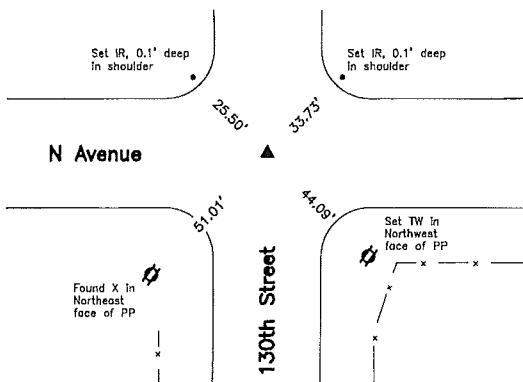 Set IR, 0.1' deep
in shoulder
Set IR, 0.1' deep
in shoulder
25.50'
33.73'
N Avenue
51.01'
44.09'
Set TW in
Northwest
face of PP
Found X in
Northeast
face of PP
130th Street